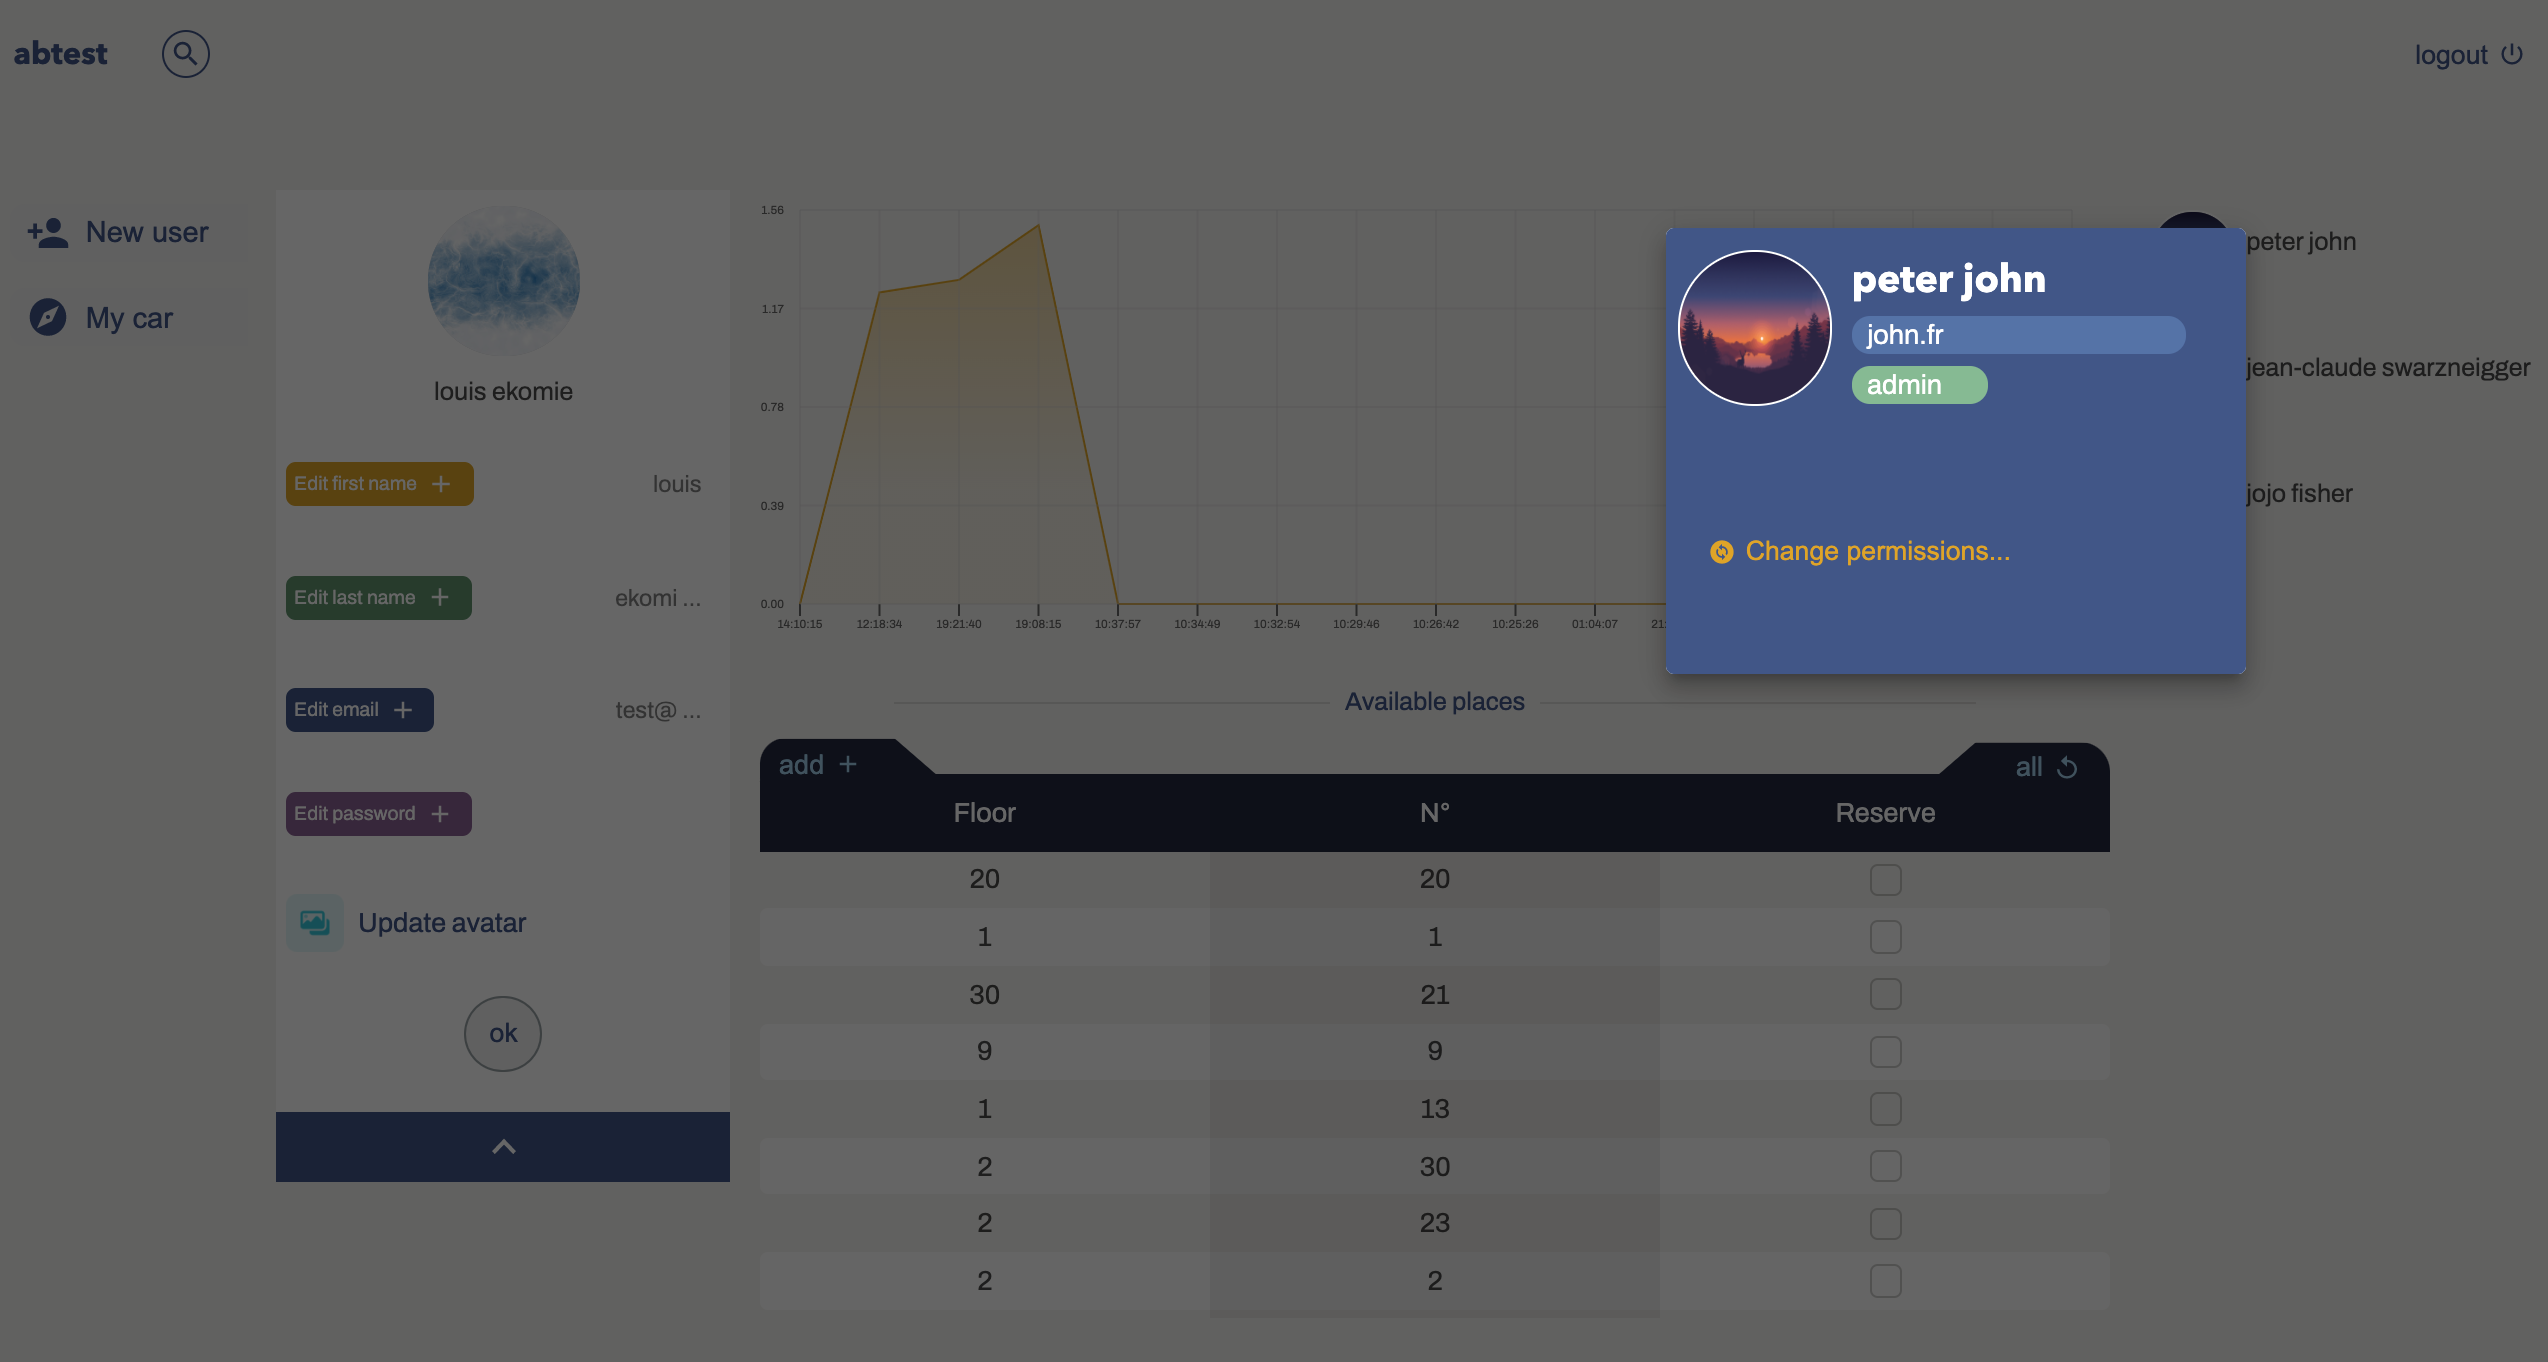 abtest
logout
New user
My car
louis ekomie
Edit first name +
louis
Edit last name +
ekomi ...
Edit email +
test@ ...
Edit password +
Update avatar
ok
1.56
1.17
0.78
0.39
0.00
14:10:15 12:18:34 19:21:40 19:08:15 10:37:57 10:34:49 10:32:54 10:29:46 10:26:42 10:25:26 01:04:07 21:
peter john
john.fr
admin
Change permissions...
peter john
jean-claude swarzneigger
jojo fisher
Available places
add +
all
Floor N° Reserve
20 20
1 1
30 21
9 9
1 13
2 30
2 23
2 2